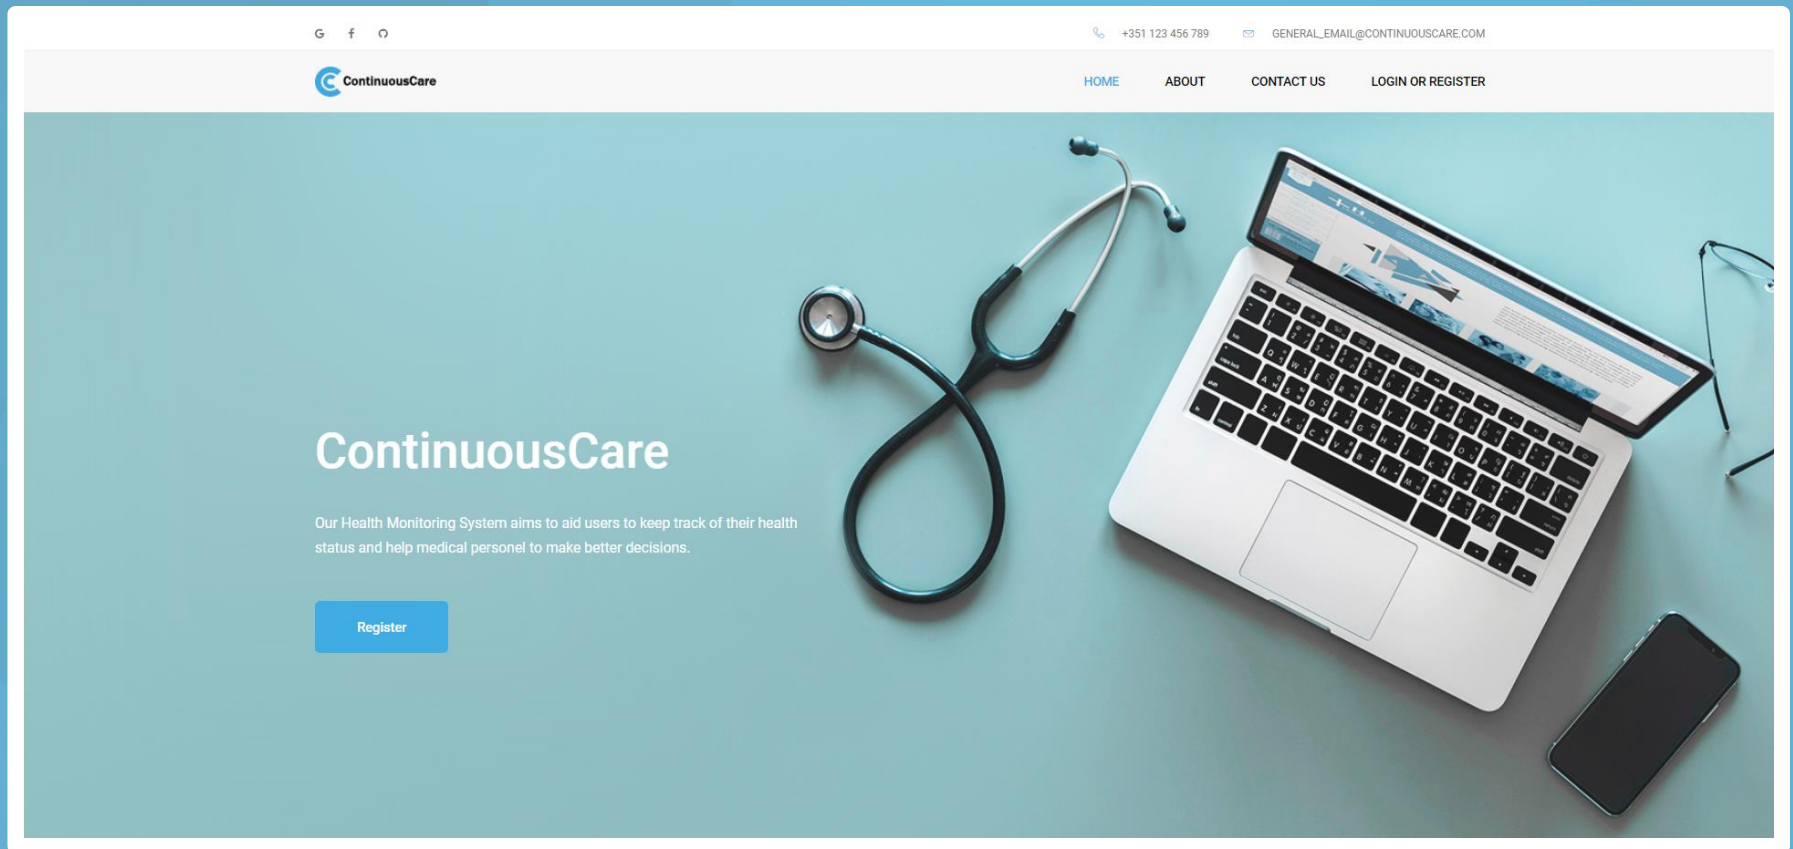 +351 123 456 789
GENERAL_EMAIL@CONTINUOUSCARE.COM
ContinuousCare
HOME
ABOUT
CONTACT US
LOGIN OR REGISTER
ContinuousCare
Our Health Monitoring System aims to aid users to keep track of their health
status and help medical personel to make better decisions.
Register